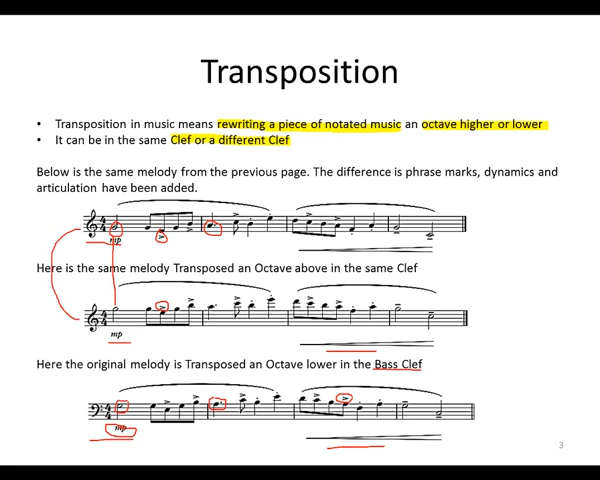 Transposition
• Transposition in music means rewriting a piece of notated music an octave higher or lower
• It can be in the same Clef or a different Clef
Below is the same melody from the previous page. The difference is phrase marks, dynamics and
articulation have been added.
mp
Here is the same melody Transposed an Octave above in the same Clef
mp
Here the original melody is Transposed an Octave lower in the Bass Clef
mp
3